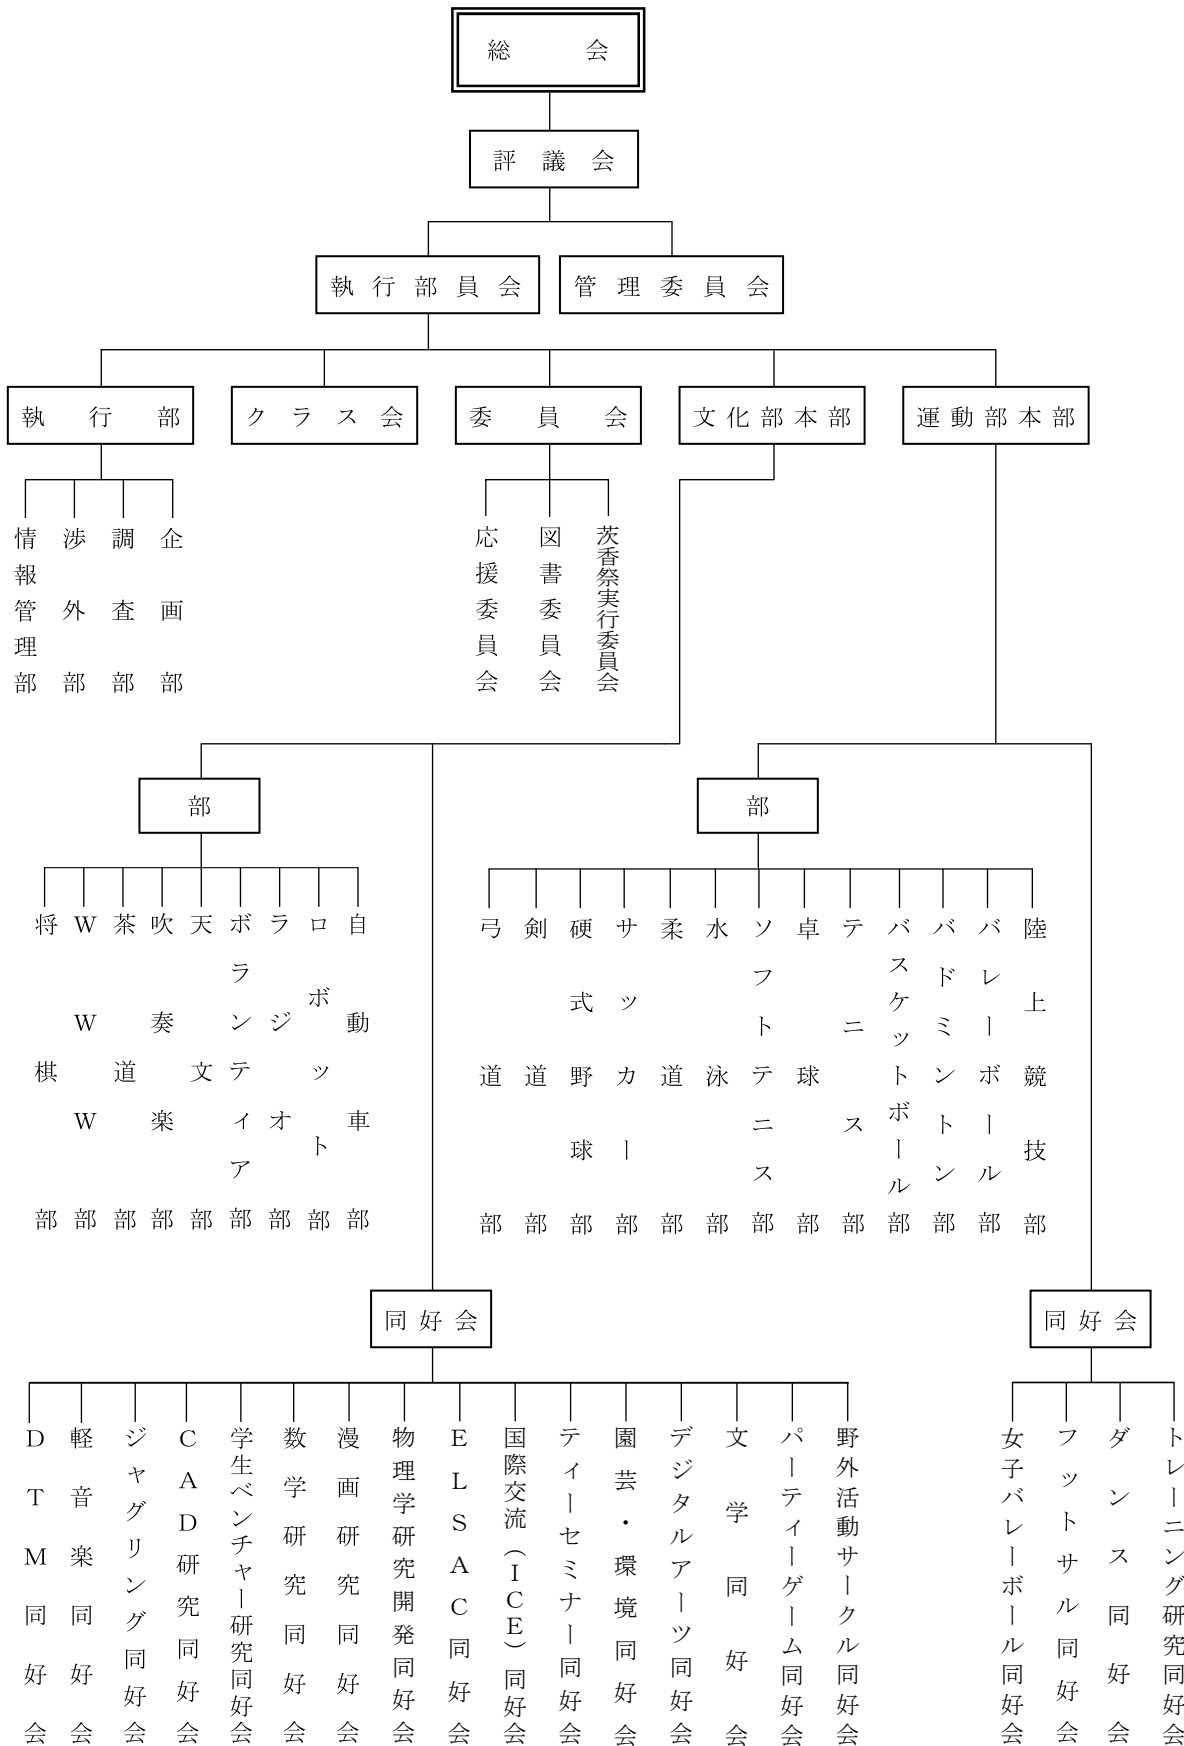 総会
評議会
執行部員会
管理委員会
執行部
クラス会
委員会
文化部本部
運動部本部
情報管理部
渉外部
調査部
企画部
応援委員会
図書委員会
茨香祭実行委員会
部
部
将棋部
WWW部
茶道部
吹奏楽部
天文部
ボランティア部
ラジオ部
ロボット部
自動車部
弓道部
剣道部
硬式野球部
サッカー部
柔道部
水泳部
ソフトテニス部
卓球部
テニス部
バスケットボール部
バドミントン部
バレーボール部
陸上競技部
同好会
同好会
DTM同好会
軽音楽同好会
ジャグリング同好会
CAD研究同好会
学生ベンチャー研究同好会
数学研究同好会
漫画研究同好会
物理学研究開発同好会
ELSAC同好会
国際交流(ICE)同好会
ティーセミナー同好会
園芸・環境同好会
デジタルアーツ同好会
文学同好会
パーティーゲーム同好会
野外活動サークル同好会
女子バレーボール同好会
フットサル同好会
ダンス同好会
トレーニング研究同好会